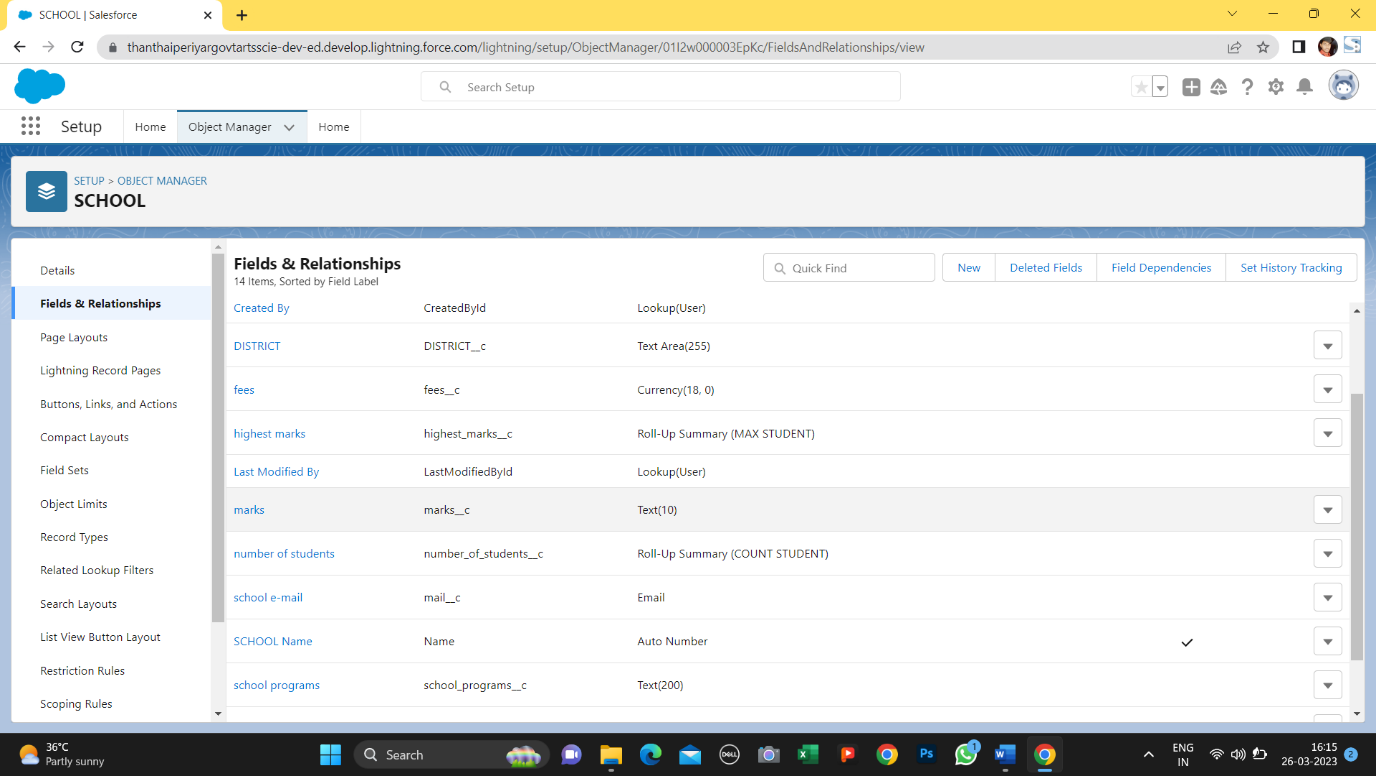 SCHOOL | Salesforce
thanthaiperiyargovtartsscie-dev-ed.develop.lightning.force.com/lightning/setup/ObjectManager/01I2w000003EpKc/FieldsAndRelationships/view
Search Setup
Setup
Home
Object Manager
Home
SETUP > OBJECT MANAGER
SCHOOL
Details
Fields & Relationships
Page Layouts
Lightning Record Pages
Buttons, Links, and Actions
Compact Layouts
Field Sets
Object Limits
Record Types
Related Lookup Filters
Search Layouts
List View Button Layout
Restriction Rules
Scoping Rules
Fields & Relationships
14 Items, Sorted by Field Label
Quick Find
New
Deleted Fields
Field Dependencies
Set History Tracking
Created By CreatedById Lookup(User)
DISTRICT DISTRICT__c Text Area(255)
fees fees__c Currency(18, 0)
highest marks highest_marks__c Roll-Up Summary (MAX STUDENT)
Last Modified By LastModifiedById Lookup(User)
marks marks__c Text(10)
number of students number_of_students__c Roll-Up Summary (COUNT STUDENT)
school e-mail mail__c Email
SCHOOL Name Name Auto Number
school programs school_programs__c Text(200)
36°C
Partly sunny
Search
DELL
Ps
1
ENG
IN
16:15
26-03-2023
2